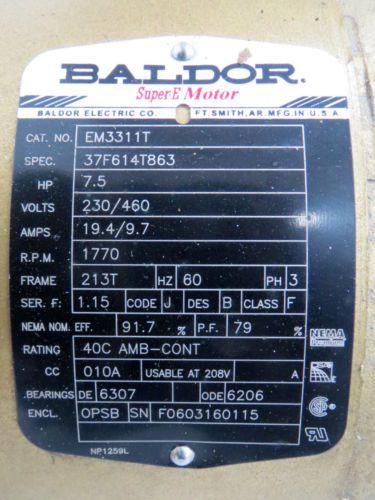 BALDOR.
Super-E Motor
BALDOR ELECTRIC CO. FT. SMITH, AR. MFG. IN U.S.A
CAT. NO. EM3311T
SPEC. 37F614T863
HP 7.5
VOLTS 230/460
AMPS 19.4/9.7
R.P.M. 1770
FRAME 213T HZ 60 PH 3
SER. F. 1.15 CODE J DES B CLASS F
NEMA NOM. EFF. 91.7 % P.F. 79 %
RATING 40C AMB-CONT
CC 010A USABLE AT 208V A
BEARINGS DE 6307 ODE 6206
ENCL. OPSB SN F0603160115
NEMA
Premium
NP1259L